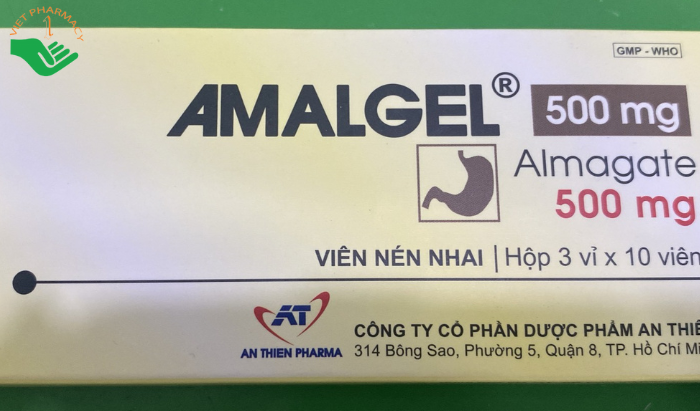 VIET PHARMACY
GMP - WHO
AMALGEL® 500 mg
Almagate
500 mg
VIÊN NÉN NHAI | Hộp 3 vỉ x 10 viên
AT
AN THIEN PHARMA
CÔNG TY CỔ PHẦN DƯỢC PHẨM AN THIÊ
314 Bông Sao, Phường 5, Quận 8, TP. Hồ Chí Mi